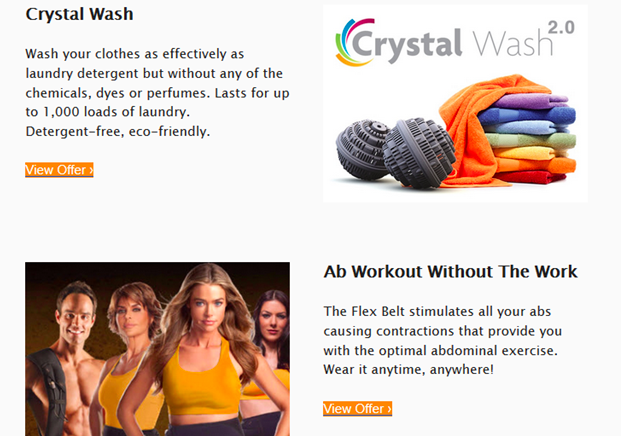 Crystal Wash
Wash your clothes as effectively as
laundry detergent but without any of the
chemicals, dyes or perfumes. Lasts for up
to 1,000 loads of laundry.
Detergent-free, eco-friendly.
View Offer ›
Crystal Wash 2.0
Ab Workout Without The Work
The Flex Belt stimulates all your abs
causing contractions that provide you
with the optimal abdominal exercise.
Wear it anytime, anywhere!
View Offer ›